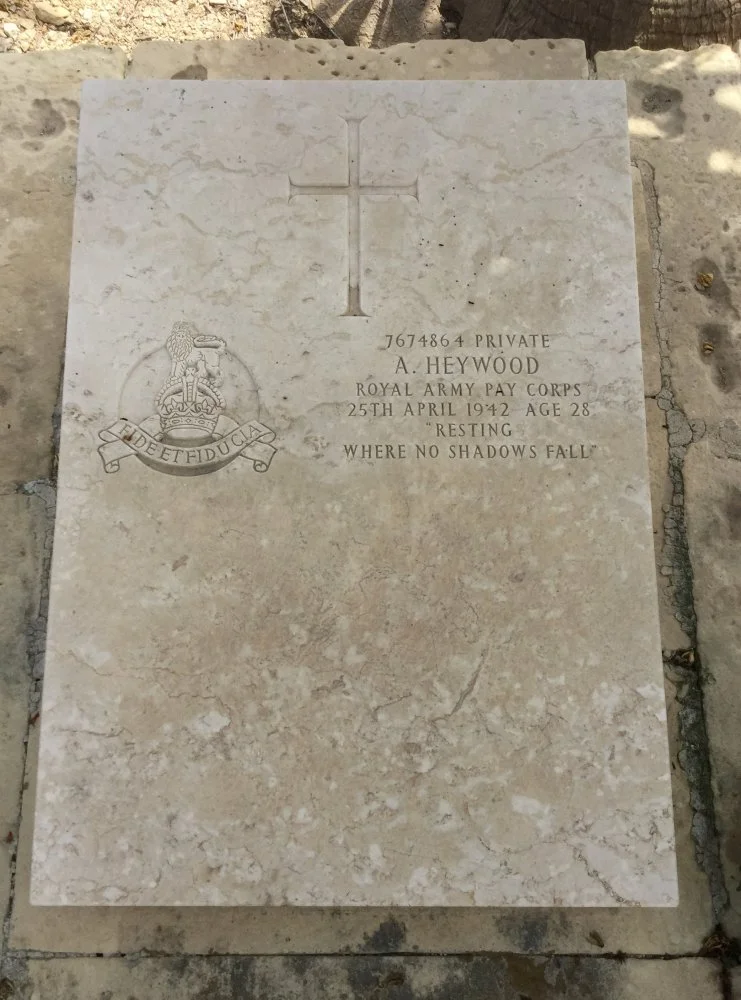 7674864 PRIVATE
A. HEYWOOD
ROYAL ARMY PAY CORPS
25TH APRIL 1942 AGE 28
"RESTING
WHERE NO SHADOWS FALL"
FIDE ET FIDUCIA